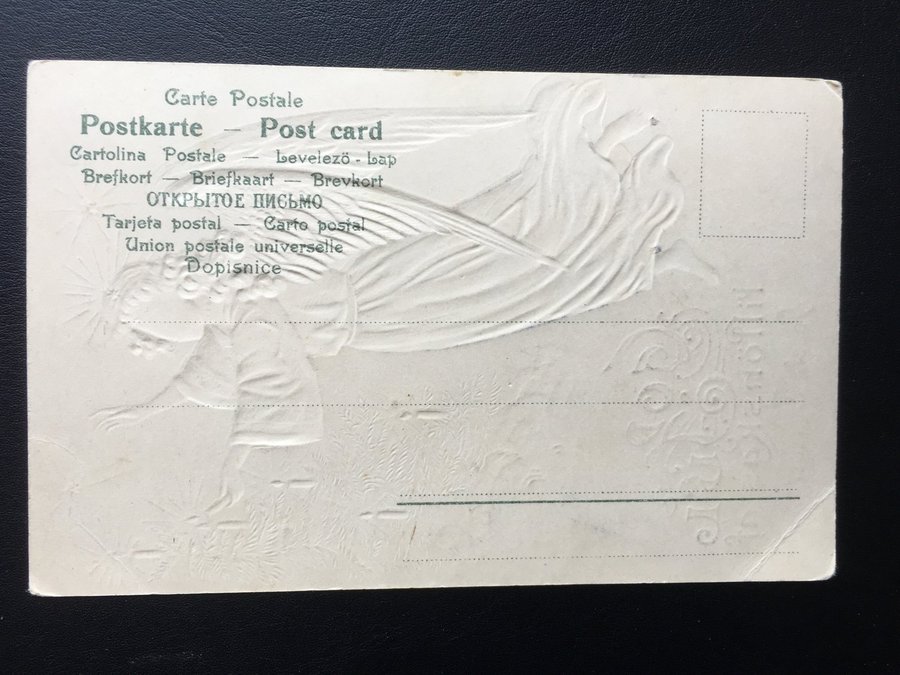 Carte Postale
Postkarte — Post card
Cartolina Postale — Levelező-Lap
Brefkort — Briefkaart — Brevkort
ОТКРЫТОЕ ПИСЬМО
Tarjeta postal — Carto postal
Union postale universelle
Dopisnice